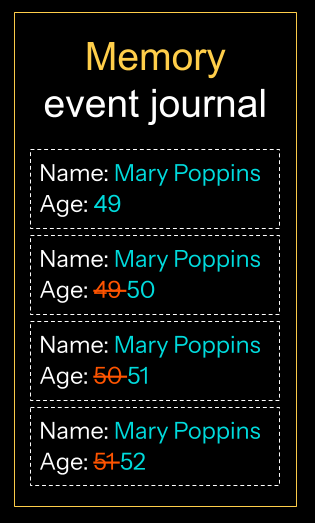 Memory
event journal
Name: Mary Poppins
Age: 49
Name: Mary Poppins
Age: 49 50
Name: Mary Poppins
Age: 50 51
Name: Mary Poppins
Age: 51 52